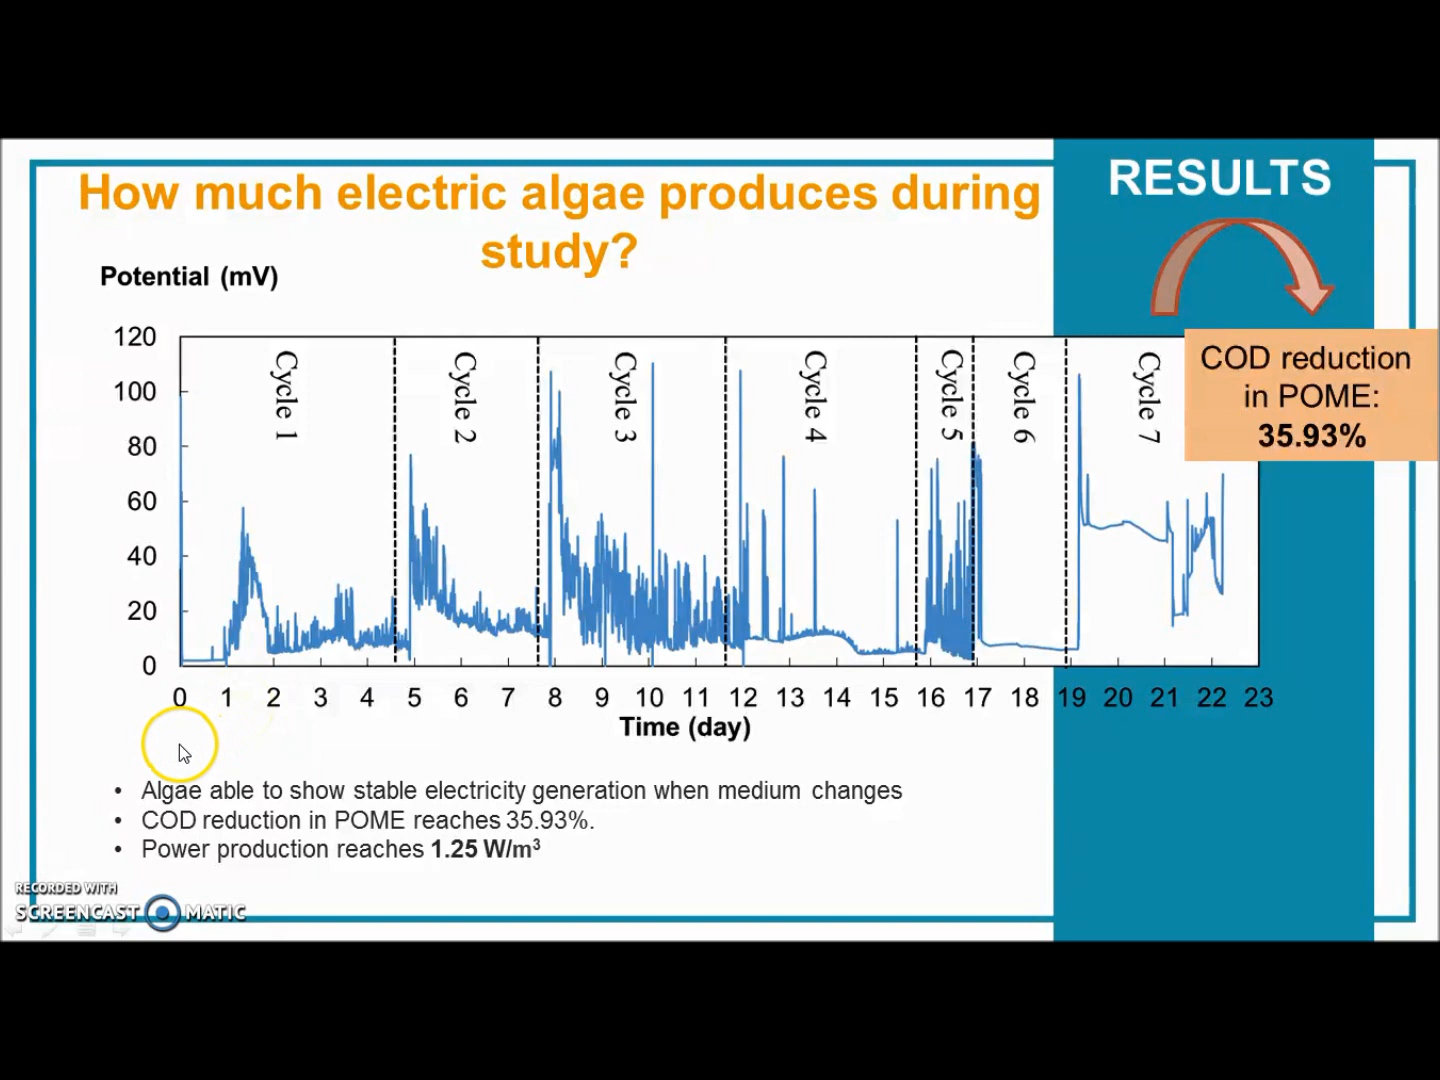 How much electric algae produces during
study?
RESULTS
Potential (mV)
COD reduction
in POME:
35.93%
120
100
80
60
40
20
0
Cycle 1
Cycle 2
Cycle 3
Cycle 4
Cycle 5
Cycle 6
Cycle 7
0 1 2 3 4 5 6 7 8 9 10 11 12 13 14 15 16 17 18 19 20 21 22 23
Time (day)
• Algae able to show stable electricity generation when medium changes
• COD reduction in POME reaches 35.93%.
• Power production reaches 1.25 W/m³
RECORDED WITH
SCREENCAST MATIC